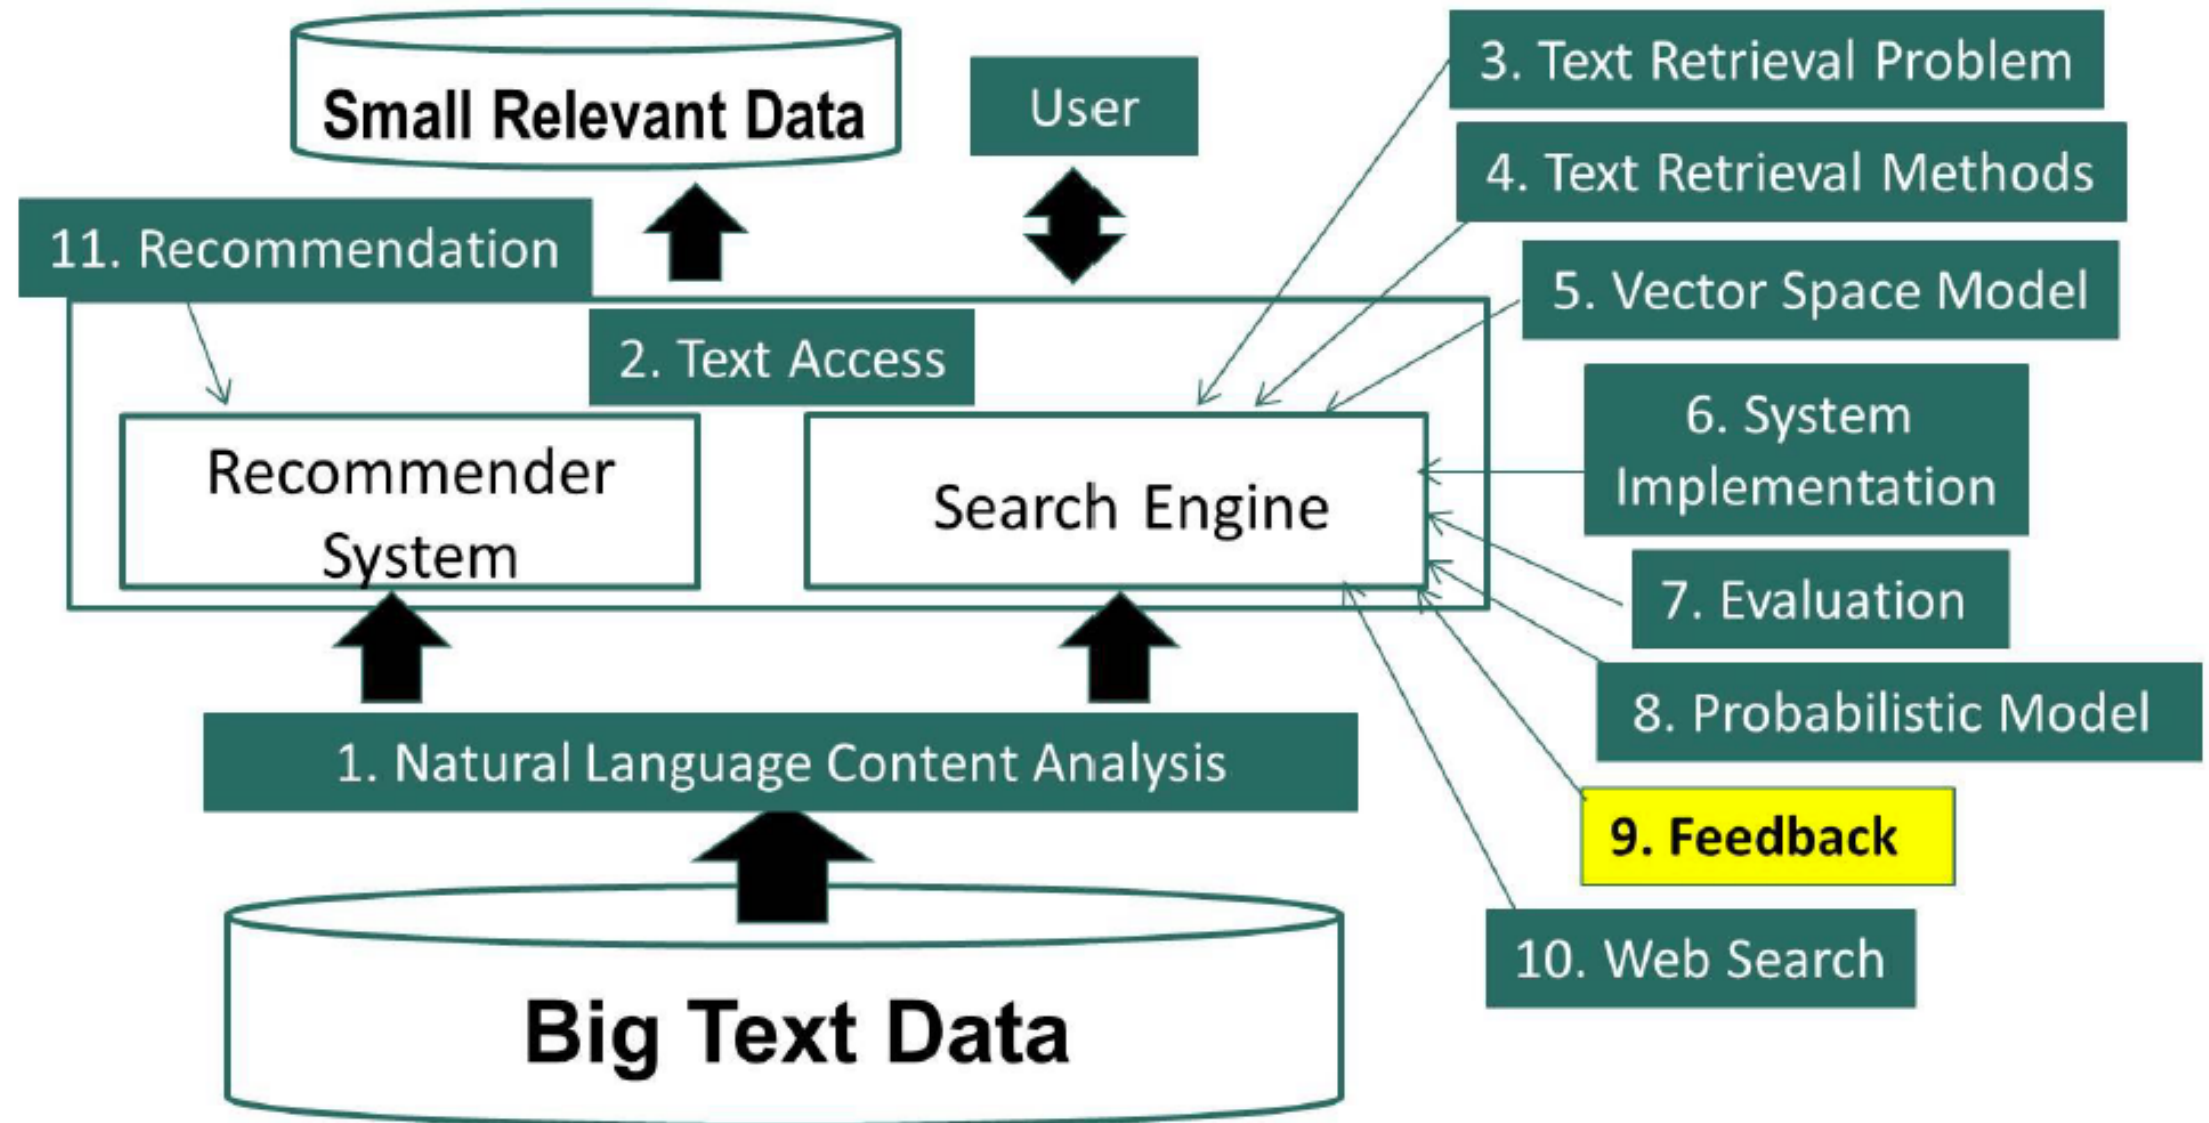 Small Relevant Data
User
3. Text Retrieval Problem
4. Text Retrieval Methods
11. Recommendation
5. Vector Space Model
2. Text Access
6. System
Implementation
Recommender
System
Search Engine
7. Evaluation
8. Probabilistic Model
1. Natural Language Content Analysis
9. Feedback
10. Web Search
Big Text Data